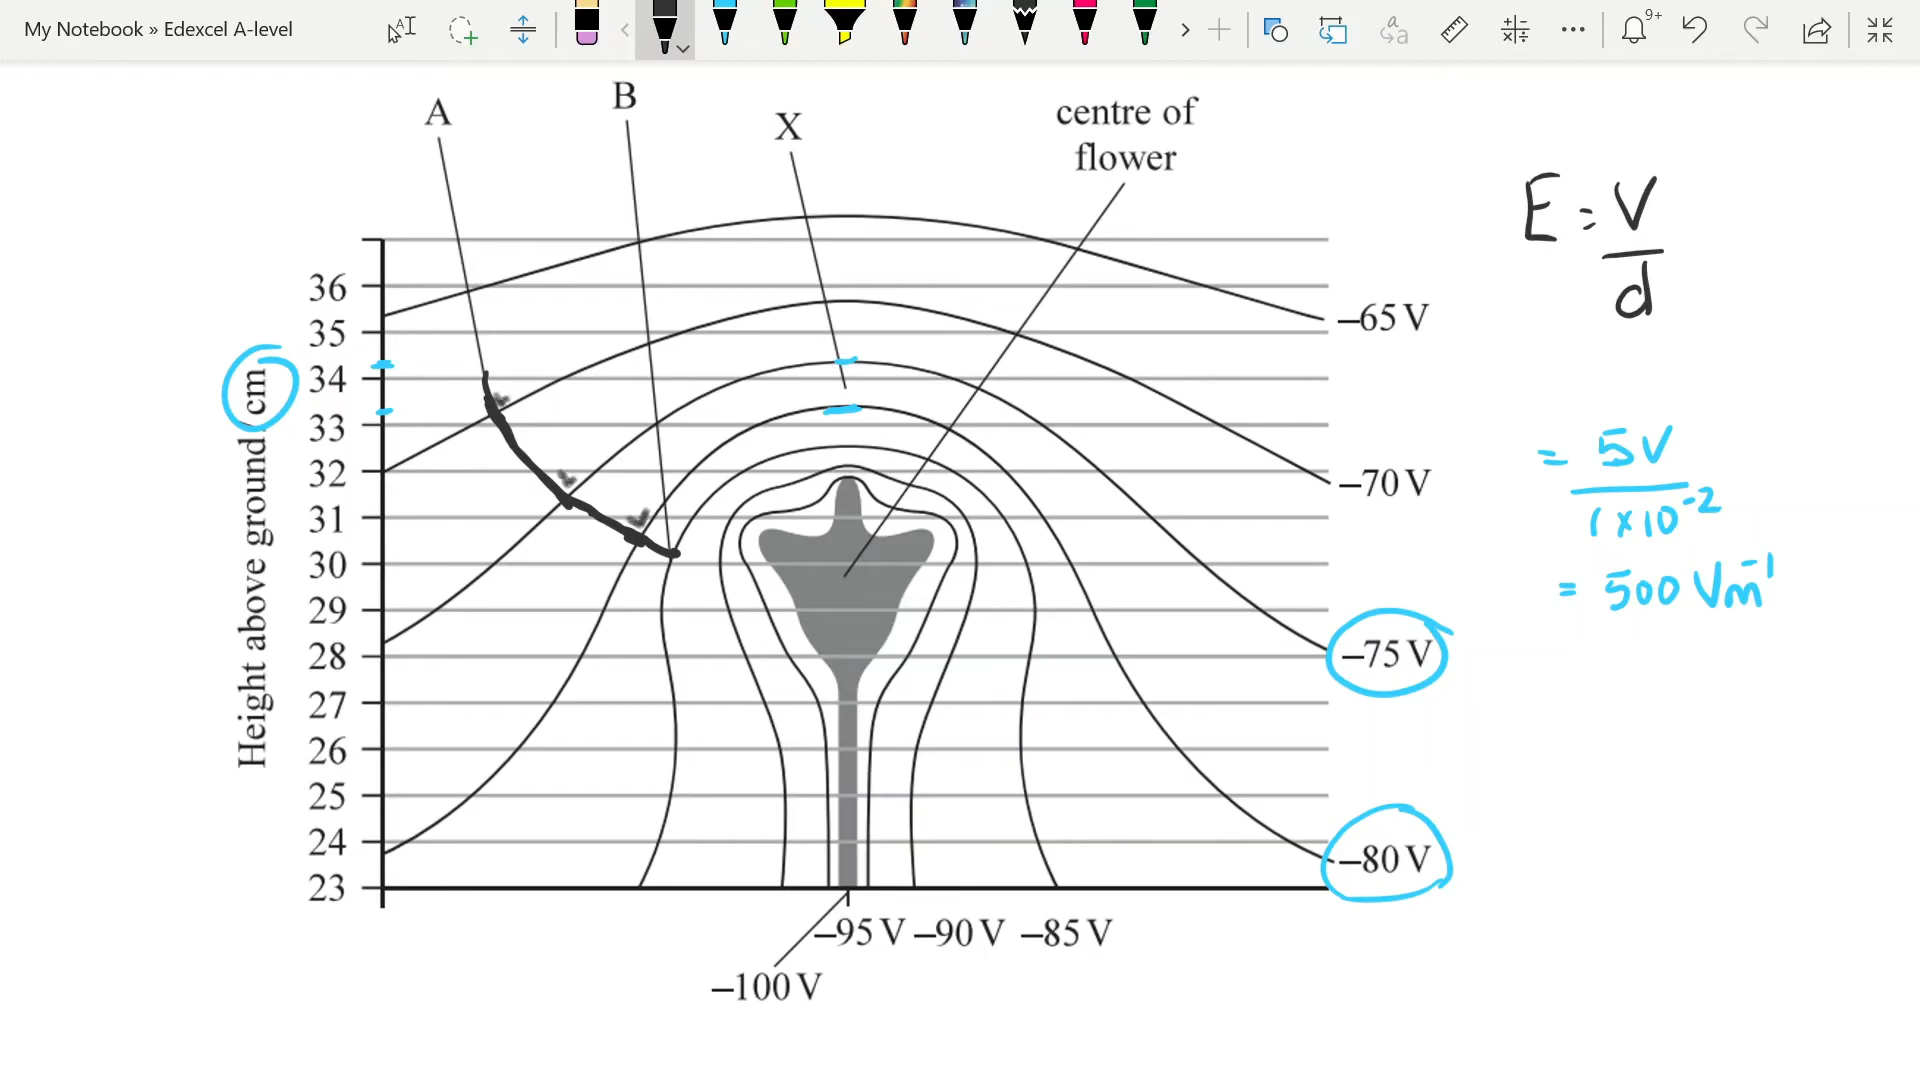 My Notebook » Edexcel A-level
9+
A
B
X
centre of
flower
Height above ground / cm
36
35
34
33
32
31
30
29
28
27
26
25
24
23
–65 V
–70 V
–75 V
–80 V
–95 V –90 V –85 V
–100 V
E = V
d
= 5V
1 × 10⁻²
= 500 Vm⁻¹